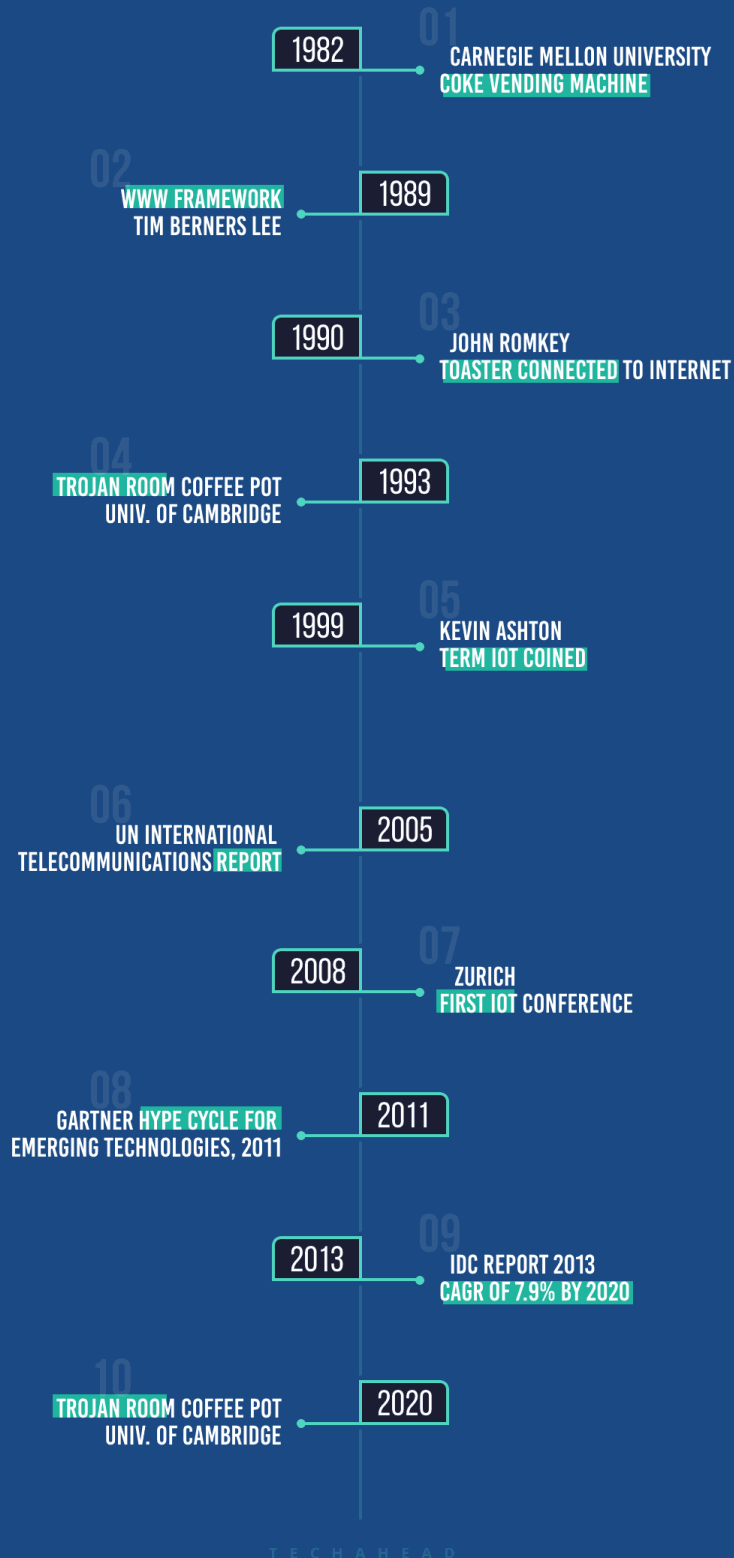 01
1982
CARNEGIE MELLON UNIVERSITY
COKE VENDING MACHINE
02
WWW FRAMEWORK
TIM BERNERS LEE
1989
03
1990
JOHN ROMKEY
TOASTER CONNECTED TO INTERNET
04
TROJAN ROOM COFFEE POT
UNIV. OF CAMBRIDGE
1993
05
1999
KEVIN ASHTON
TERM IOT COINED
06
UN INTERNATIONAL
TELECOMMUNICATIONS REPORT
2005
07
2008
ZURICH
FIRST IOT CONFERENCE
08
GARTNER HYPE CYCLE FOR
EMERGING TECHNOLOGIES, 2011
2011
09
2013
IDC REPORT 2013
CAGR OF 7.9% BY 2020
10
TROJAN ROOM COFFEE POT
UNIV. OF CAMBRIDGE
2020
TECHAHEAD